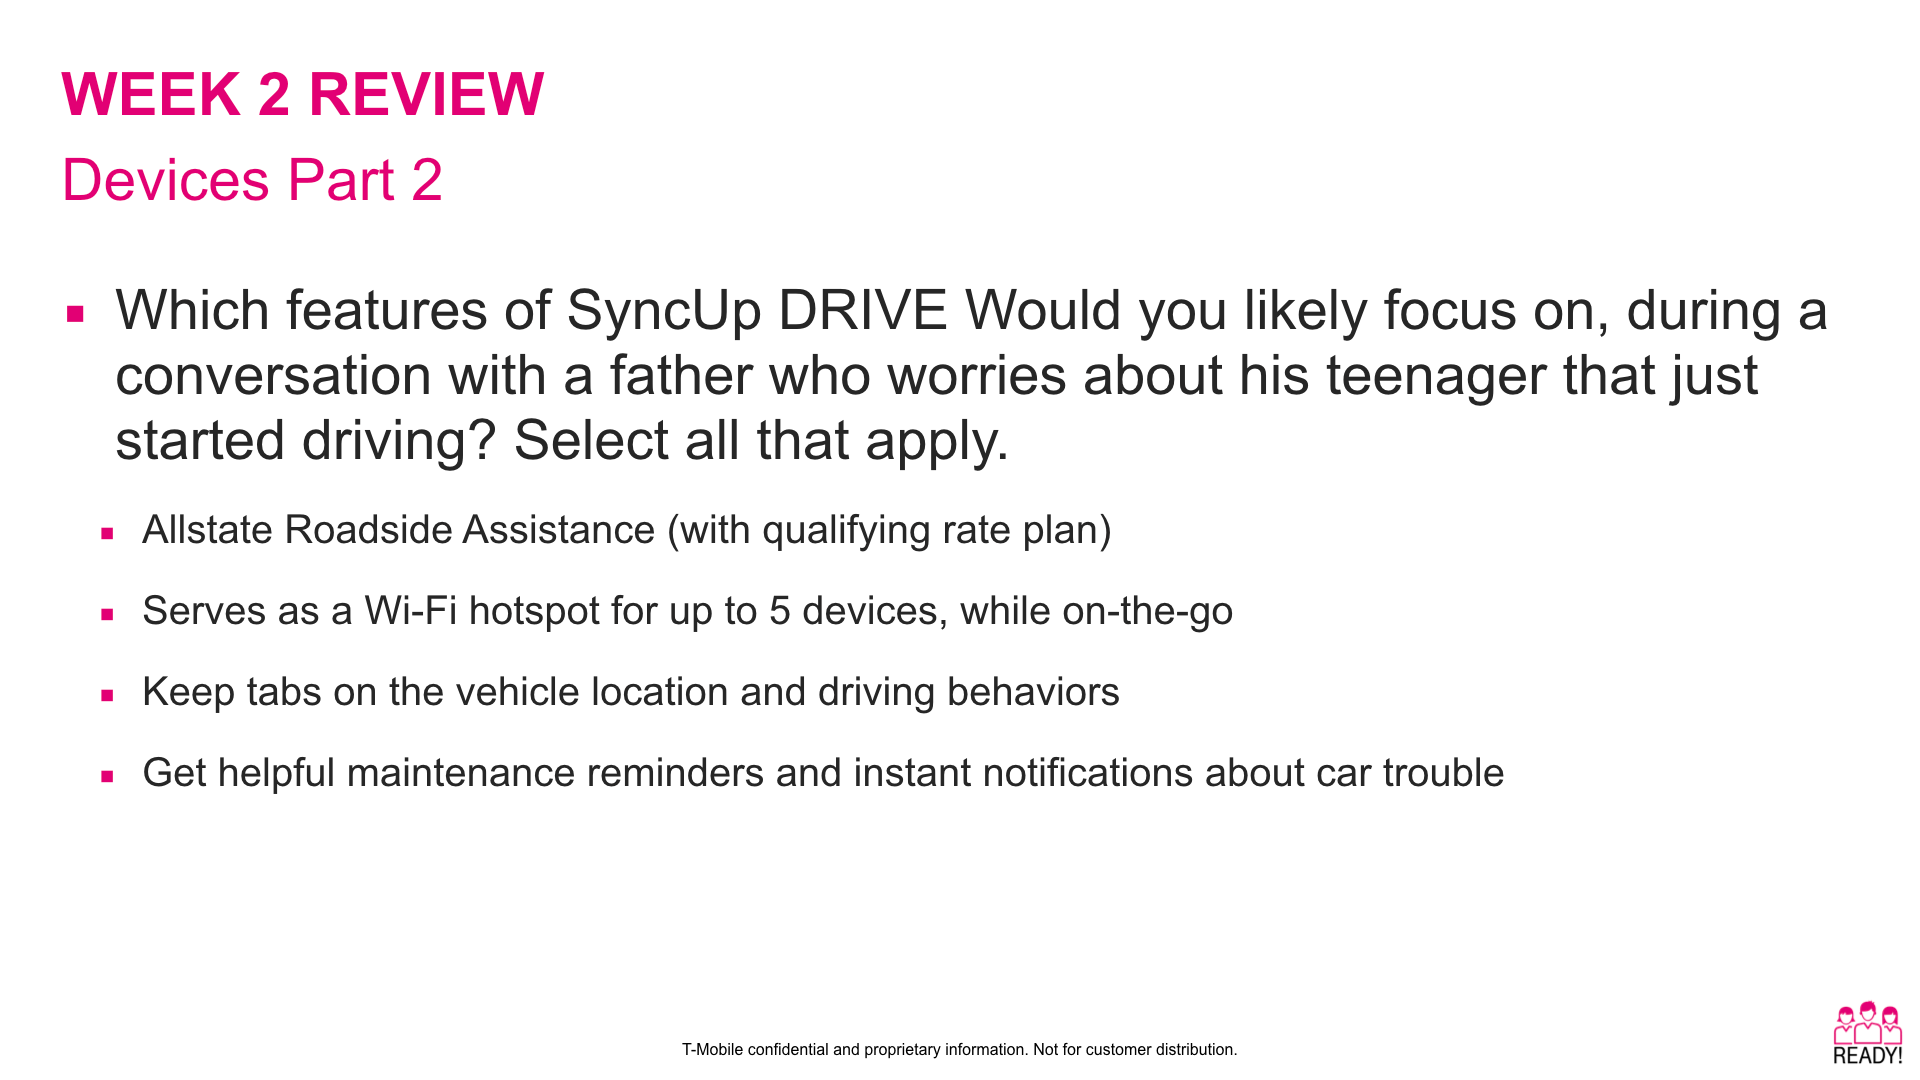 WEEK 2 REVIEW
Devices Part 2
Which features of SyncUp DRIVE Would you likely focus on, during a
conversation with a father who worries about his teenager that just
started driving? Select all that apply.
Allstate Roadside Assistance (with qualifying rate plan)
Serves as a Wi-Fi hotspot for up to 5 devices, while on-the-go
Keep tabs on the vehicle location and driving behaviors
Get helpful maintenance reminders and instant notifications about car trouble
T-Mobile confidential and proprietary information. Not for customer distribution.
READY!